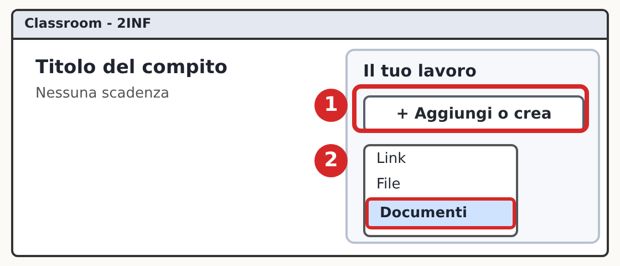 Classroom - 2INF
Titolo del compito
Nessuna scadenza
Il tuo lavoro
1
+ Aggiungi o crea
2
Link
File
Documenti